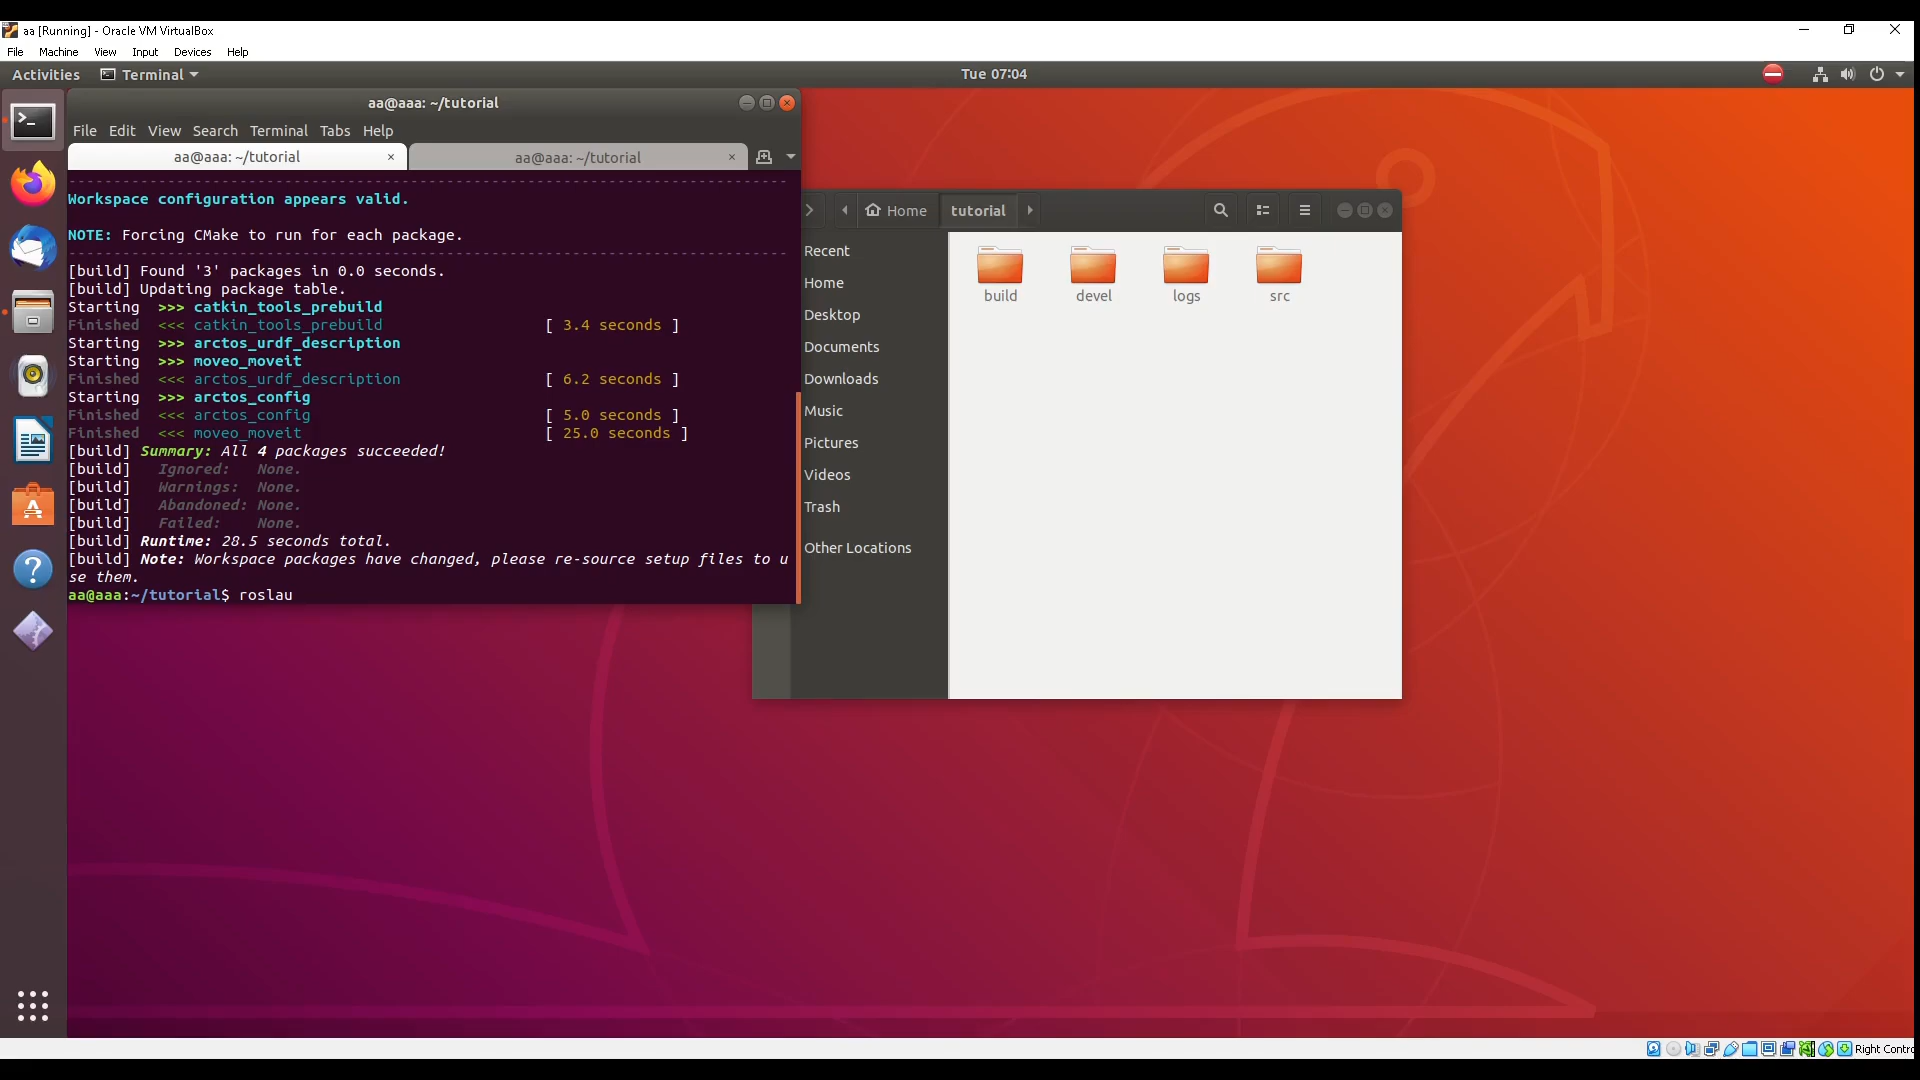 aa [Running] - Oracle VM VirtualBox
File Machine View Input Devices Help
Activities Terminal Tue 07:04
aa@aaa: ~/tutorial
File Edit View Search Terminal Tabs Help
aa@aaa: ~/tutorial × aa@aaa: ~/tutorial ×
--------------------------------------------------------------------------------
Workspace configuration appears valid.
NOTE: Forcing CMake to run for each package.
--------------------------------------------------------------------------------
[build] Found '3' packages in 0.0 seconds.
[build] Updating package table.
Starting >>> catkin_tools_prebuild
Finished <<< catkin_tools_prebuild [ 3.4 seconds ]
Starting >>> arctos_urdf_description
Starting >>> moveo_moveit
Finished <<< arctos_urdf_description [ 6.2 seconds ]
Starting >>> arctos_config
Finished <<< arctos_config [ 5.0 seconds ]
Finished <<< moveo_moveit [ 25.0 seconds ]
[build] Summary: All 4 packages succeeded!
[build] Ignored: None.
[build] Warnings: None.
[build] Abandoned: None.
[build] Failed: None.
[build] Runtime: 28.5 seconds total.
[build] Note: Workspace packages have changed, please re-source setup files to u
se them.
aa@aaa:~/tutorial$ roslau
Home tutorial
Recent
Home
Desktop
Documents
Downloads
Music
Pictures
Videos
Trash
Other Locations
build devel logs src
Right Contro